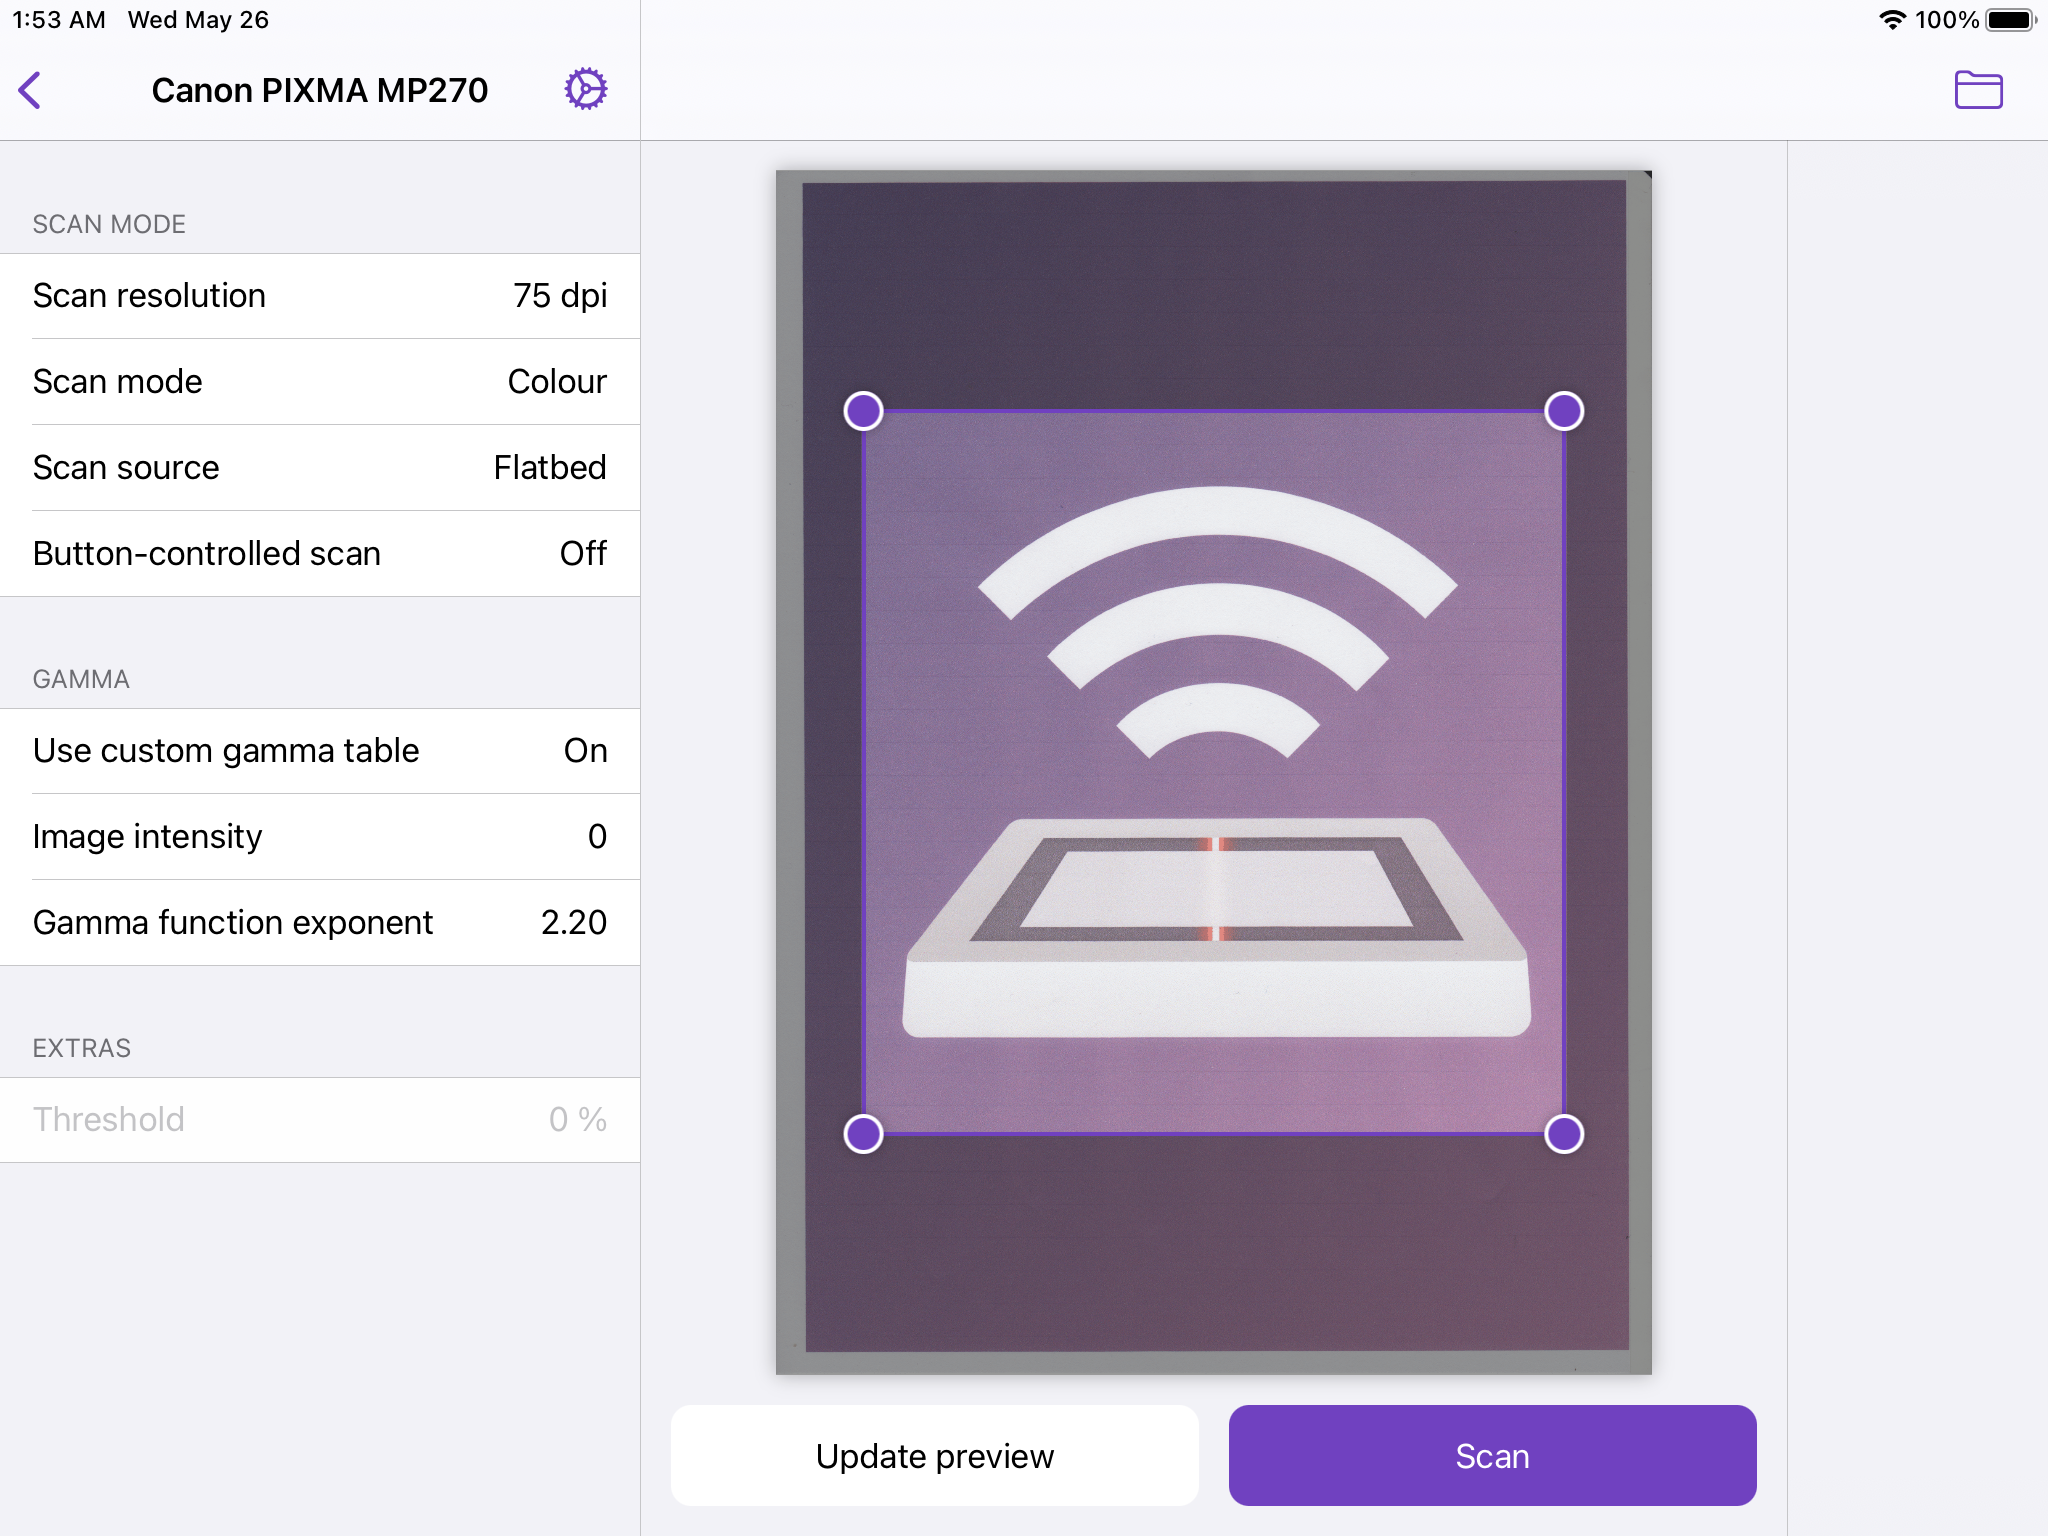 1:53 AM Wed May 26
100%
Canon PIXMA MP270
SCAN MODE
Scan resolution 75 dpi
Scan mode Colour
Scan source Flatbed
Button-controlled scan Off
GAMMA
Use custom gamma table On
Image intensity 0
Gamma function exponent 2.20
EXTRAS
Threshold 0 %
Update preview
Scan